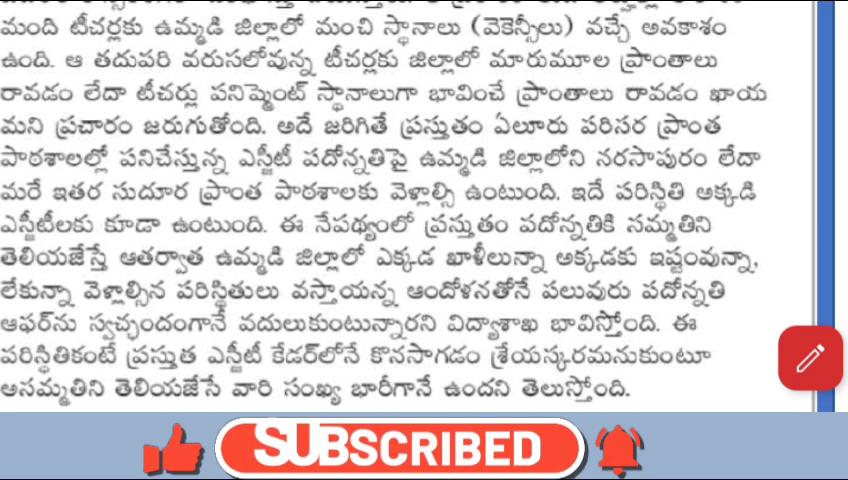 మంది టీచర్లకు ఉమ్మడి జిల్లాలో మంచి స్థానాలు (వెకెన్సీలు) వచ్చే అవకాశం
ఉంది. ఆ తదుపరి వరుసలోవున్న టీచర్లకు జిల్లాలో మారుమూల ప్రాంతాలు
రావడం లేదా టీచర్లు పనిష్మెంట్ స్థానాలుగా భావించే ప్రాంతాలు రావడం ఖాయ
మని ప్రచారం జరుగుతోంది. అదే జరిగితే ప్రస్తుతం ఏలూరు పరిసర ప్రాంత
పాఠశాలల్లో పనిచేస్తున్న ఎస్జీటీ పదోన్నతిపై ఉమ్మడి జిల్లాలోని నరసాపురం లేదా
మరే ఇతర సుదూర ప్రాంత పాఠశాలకు వెళ్లాల్సి ఉంటుంది. ఇదే పరిస్థితి అక్కడి
ఎస్జీటీలకు కూడా ఉంటుంది. ఈ నేపథ్యంలో ప్రస్తుతం పదోన్నతికి సమ్మతిని
తెలియజేస్తే ఆతర్వాత ఉమ్మడి జిల్లాలో ఎక్కడ ఖాళీలున్నా అక్కడకు ఇష్టంవున్నా,
లేకున్నా వెళ్లాల్సిన పరిస్థితులు వస్తాయన్న ఆందోళనతోనే పలువురు పదోన్నతి
ఆఫర్‌ను స్వచ్ఛందంగానే వదులుకుంటున్నారని విద్యాశాఖ భావిస్తోంది. ఈ
పరిస్థితికంటే ప్రస్తుత ఎస్జీటీ కేడర్‌లోనే కొనసాగడం శ్రేయస్కరమనుకుంటూ
అసమ్మతిని తెలియజేసే వారి సంఖ్య భారీగానే ఉందని తెలుస్తోంది.
SUBSCRIBED